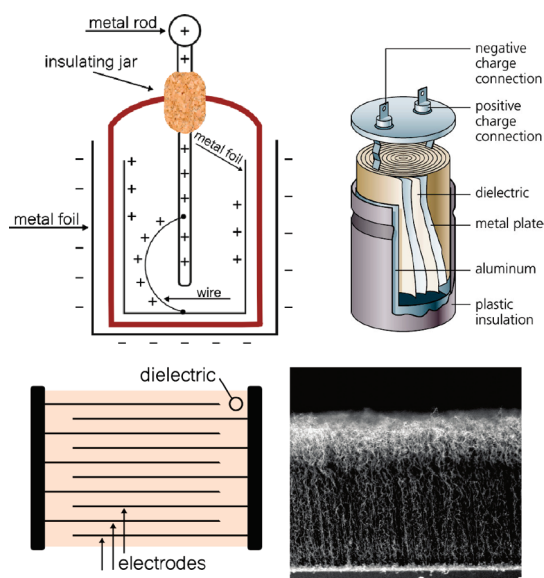 metal rod
+
+
insulating jar
metal foil
metal foil
wire
negative
charge
connection
positive
charge
connection
dielectric
metal plate
aluminum
plastic
insulation
dielectric
electrodes